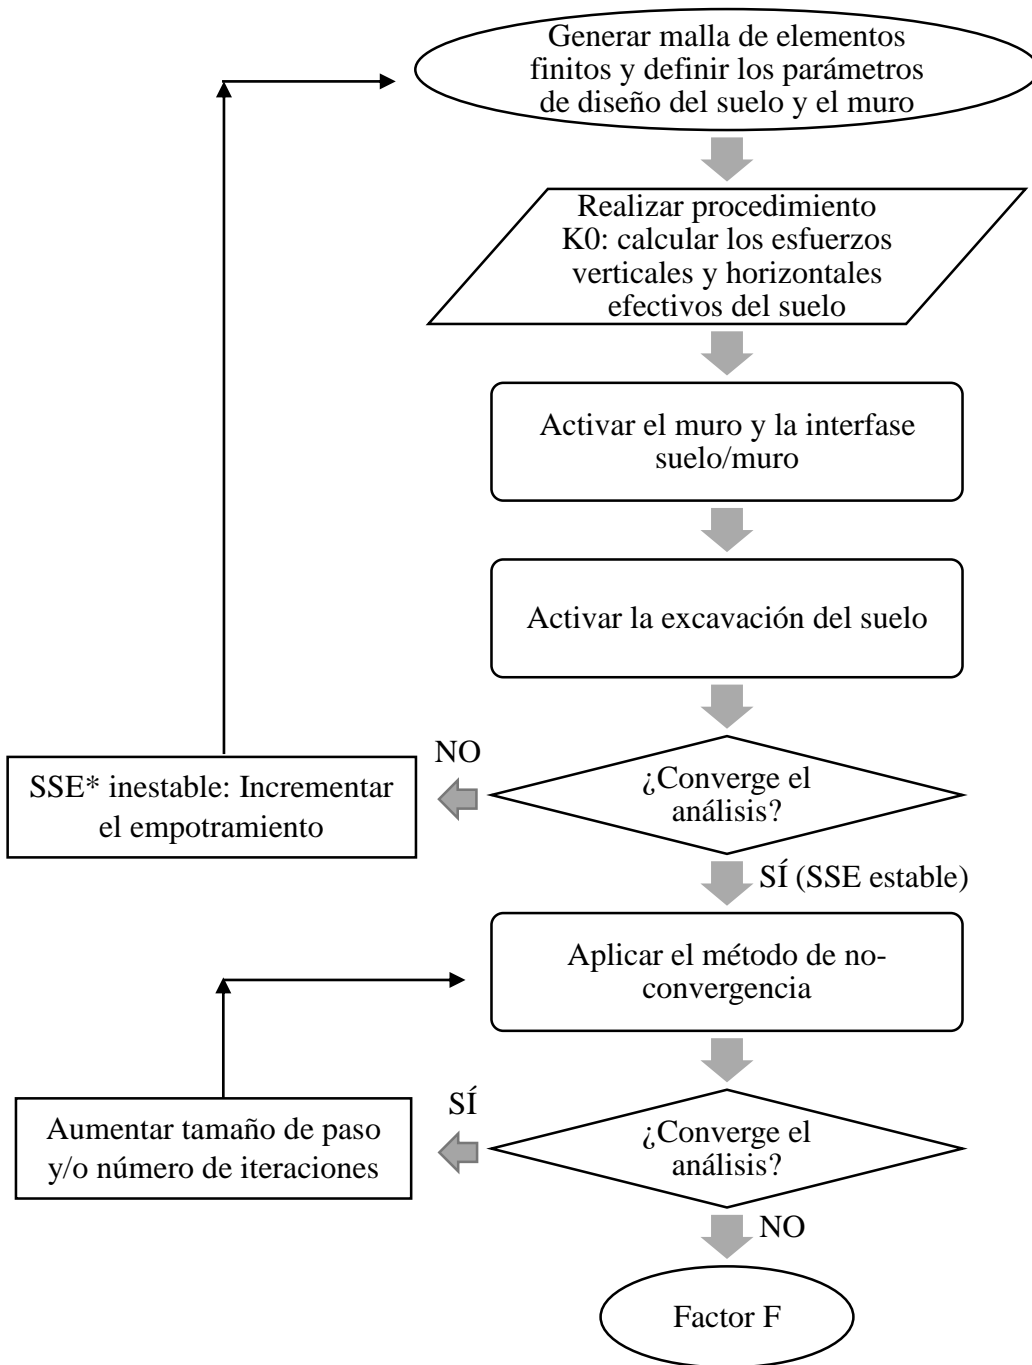 Generar malla de elementos
finitos y definir los parámetros
de diseño del suelo y el muro
Realizar procedimiento
K0: calcular los esfuerzos
verticales y horizontales
efectivos del suelo
Activar el muro y la interfase
suelo/muro
Activar la excavación del suelo
NO
¿Converge el
análisis?
SSE* inestable: Incrementar
el empotramiento
SÍ (SSE estable)
Aplicar el método de no-
convergencia
SÍ
¿Converge el
análisis?
Aumentar tamaño de paso
y/o número de iteraciones
NO
Factor F